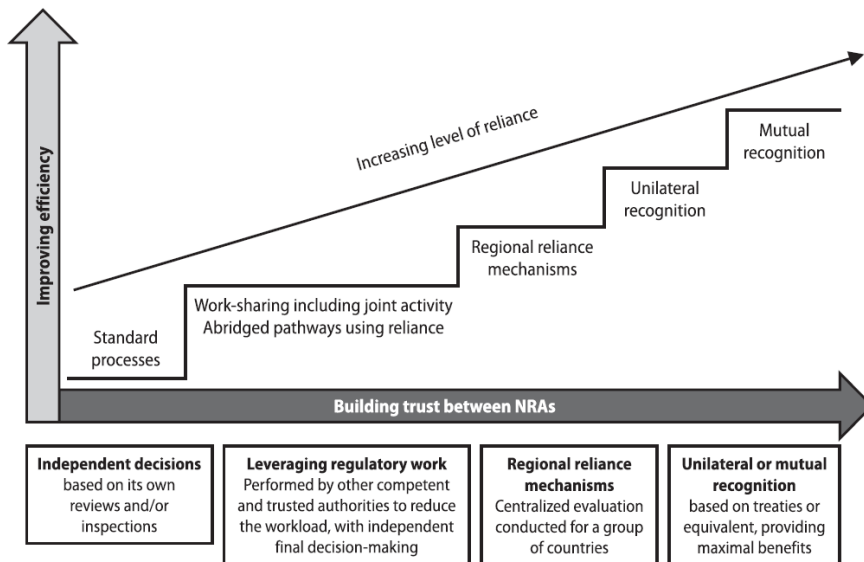 Improving efficiency
Increasing level of reliance
Mutual
recognition
Unilateral
recognition
Regional reliance
mechanisms
Work-sharing including joint activity
Abridged pathways using reliance
Standard
processes
Building trust between NRAs
Independent decisions
based on its own
reviews and/or
inspections
Leveraging regulatory work
Performed by other competent
and trusted authorities to reduce
the workload, with independent
final decision-making
Regional reliance
mechanisms
Centralized evaluation
conducted for a group
of countries
Unilateral or mutual
recognition
based on treaties or
equivalent, providing
maximal benefits